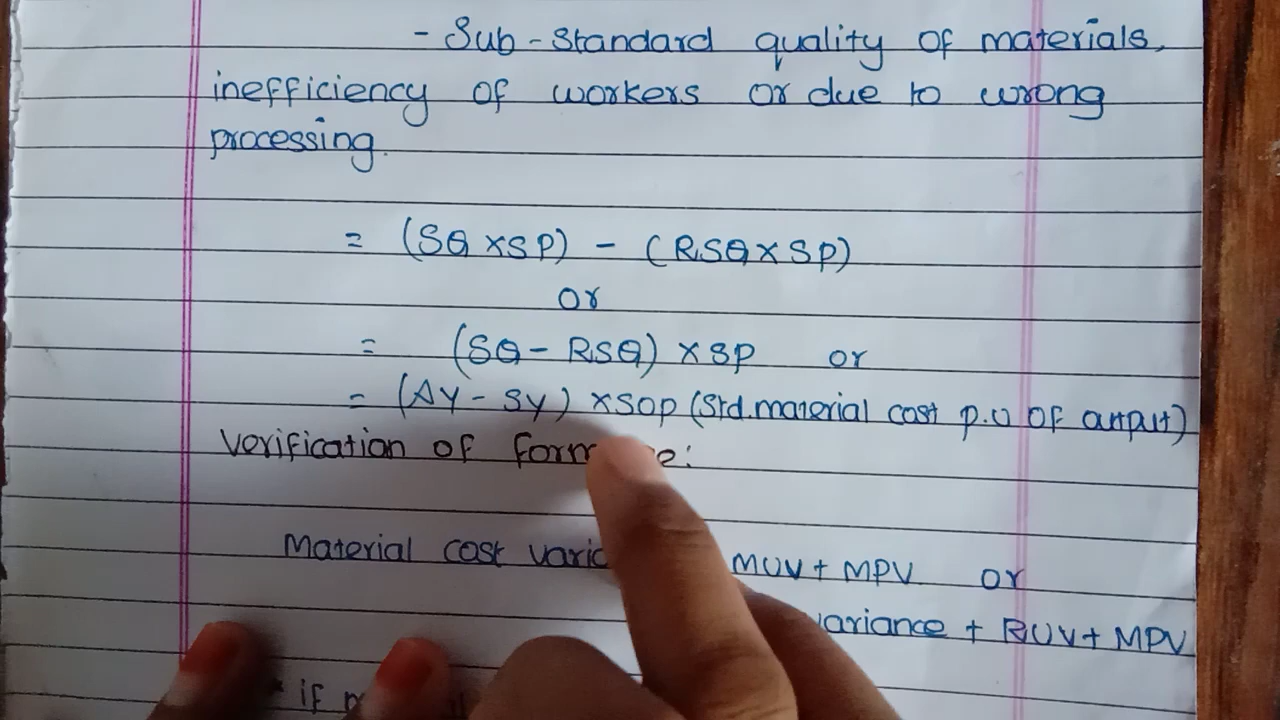 - Sub-Standard quality of materials,
inefficiency of workers or due to wrong
processing.
= (SQ × SP) - (RSQ × SP)
or
= (SQ - RSQ) × SP or
= (AY - SY) × SOP (Std. material cost p.u of output)
Verification of
Material cost MUV + MPV or
+ RUV + MPV
if